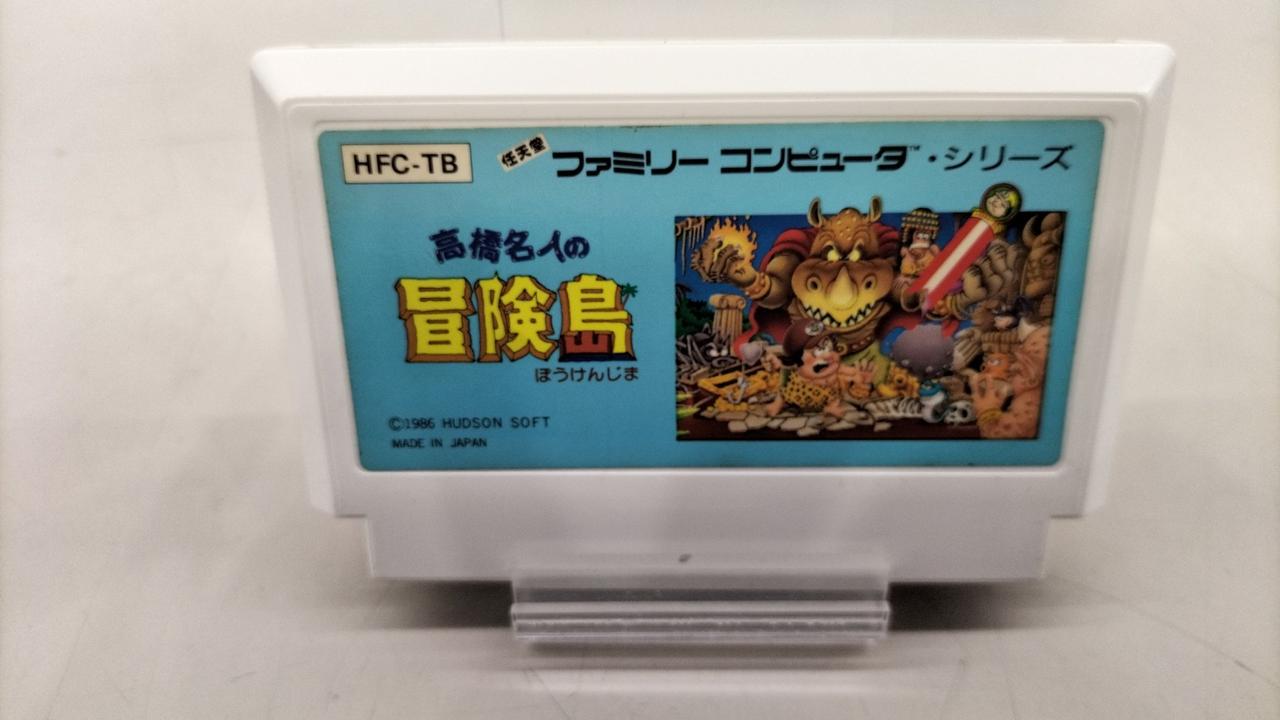 HFC-TB
任天堂 ファミリー コンピュータ™・シリーズ
高橋名人の
冒険島
ぼうけんじま
©1986 HUDSON SOFT
MADE IN JAPAN